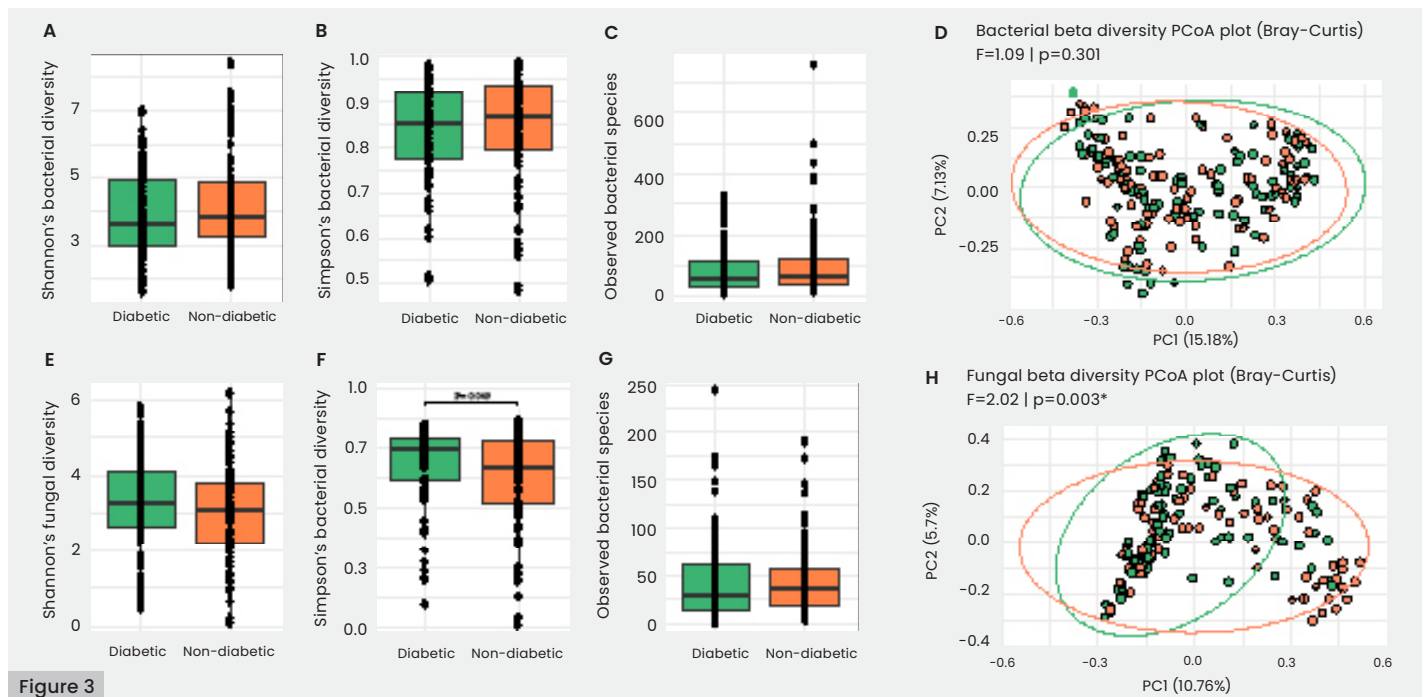 A
Shannon's bacterial diversity
7
5
3
Diabetic Non-diabetic
B
Simpson's bacterial diversity
1.0
0.9
0.8
0.7
0.6
0.5
Diabetic Non-diabetic
C
Observed bacterial species
600
400
200
0
Diabetic Non-diabetic
D Bacterial beta diversity PCoA plot (Bray-Curtis)
F=1.09 | p=0.301
PC2 (7.13%)
0.25
0.00
-0.25
-0.6 -0.3 0.0 0.3 0.6
PC1 (15.18%)
E
Shannon's fungal diversity
6
4
2
0
Diabetic Non-diabetic
F
Simpson's bacterial diversity
1.0
0.7
0.5
0.3
0.0
Diabetic Non-diabetic
G
Observed bacterial species
250
200
150
100
50
0
Diabetic Non-diabetic
H Fungal beta diversity PCoA plot (Bray-Curtis)
F=2.02 | p=0.003*
PC2 (5.7%)
0.4
0.2
0.0
-0.2
-0.4
-0.6 -0.3 0.0 0.3 0.6
PC1 (10.76%)
Figure 3